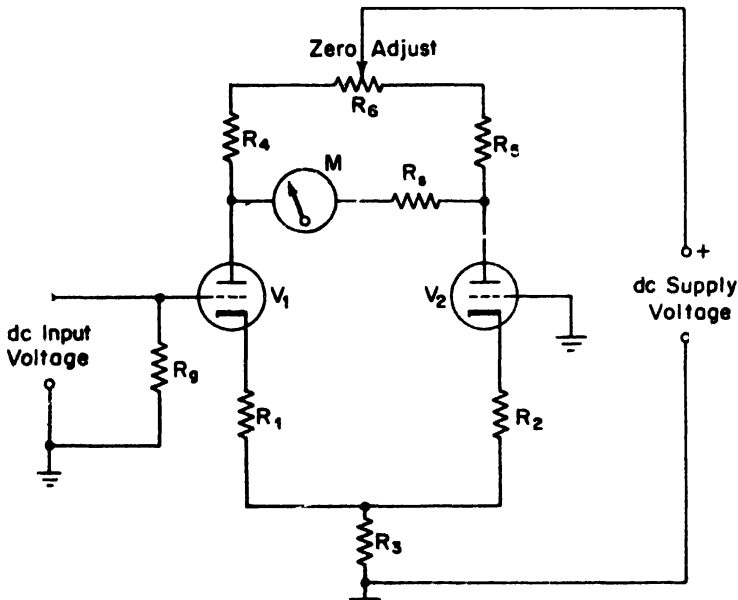 Zero Adjust
R6
R4
R5
M
Rs
+
V1
V2
dc Supply
Voltage
dc Input
Voltage
Rg
R1
R2
R3